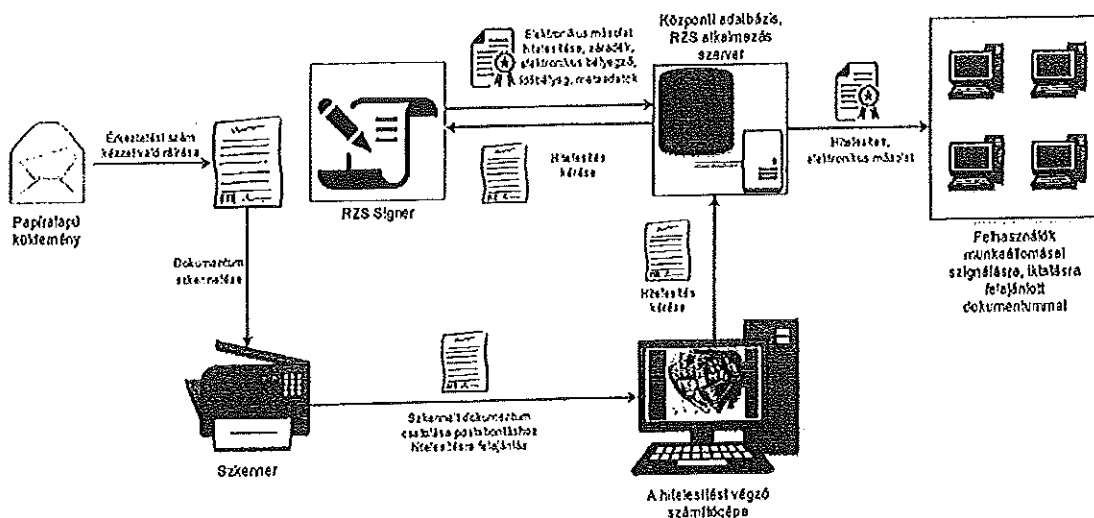 Elektronikus másolat
hitelesítése, záradék,
elektronikus bélyegző,
időbélyeg, metaadatok
Központi adatbázis,
RZS alkalmazás
szerver
Érkeztetési szám
kézzel való ráírása
Papíralapú
küldemény
RZS Signer
Hitelesítés
kérése
Hitelesített,
elektronikus másolat
Felhasználók
munkaállomásai
szignálásra, iktatásra
felajánlott
dokumentummal
Dokumentum
szkennelése
Hitelesítés
kérése
Szkenner
Szkennelt dokumentum
csatolása postabontáshoz
hitelesítésre felajánlás
A hitelesítést végző
számítógépe